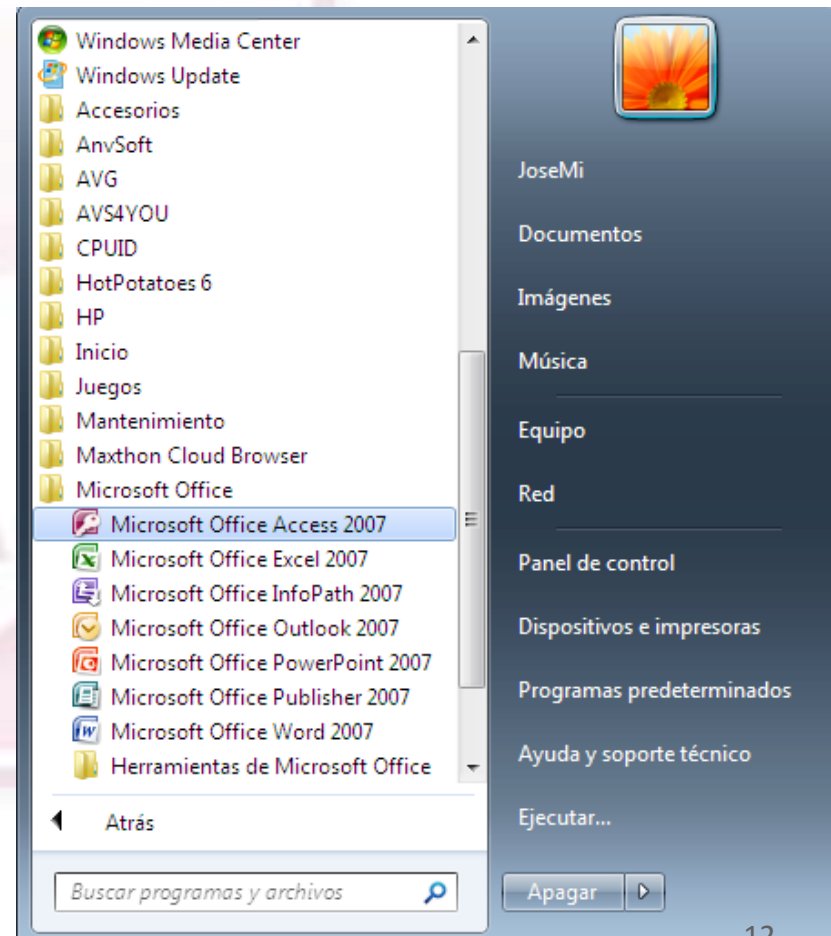 Windows Media Center
Windows Update
Accesorios
AnvSoft
AVG
AVS4YOU
CPUID
HotPotatoes 6
HP
Inicio
Juegos
Mantenimiento
Maxthon Cloud Browser
Microsoft Office
Microsoft Office Access 2007
Microsoft Office Excel 2007
Microsoft Office InfoPath 2007
Microsoft Office Outlook 2007
Microsoft Office PowerPoint 2007
Microsoft Office Publisher 2007
Microsoft Office Word 2007
Herramientas de Microsoft Office
Atrás
Buscar programas y archivos
JoseMi
Documentos
Imágenes
Música
Equipo
Red
Panel de control
Dispositivos e impresoras
Programas predeterminados
Ayuda y soporte técnico
Ejecutar...
Apagar
12